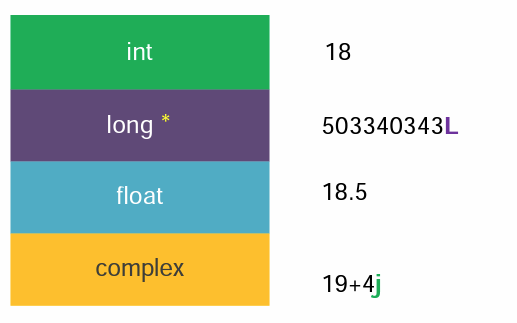 int 18
long * 503340343L
float 18.5
complex 19+4j